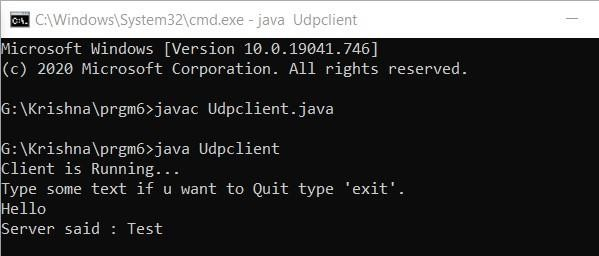 C:\Windows\System32\cmd.exe - java  Udpclient
Microsoft Windows [Version 10.0.19041.746]
(c) 2020 Microsoft Corporation. All rights reserved.
G:\Krishna\prgm6>javac Udpclient.java
G:\Krishna\prgm6>java Udpclient
Client is Running...
Type some text if u want to Quit type 'exit'.
Hello
Server said : Test